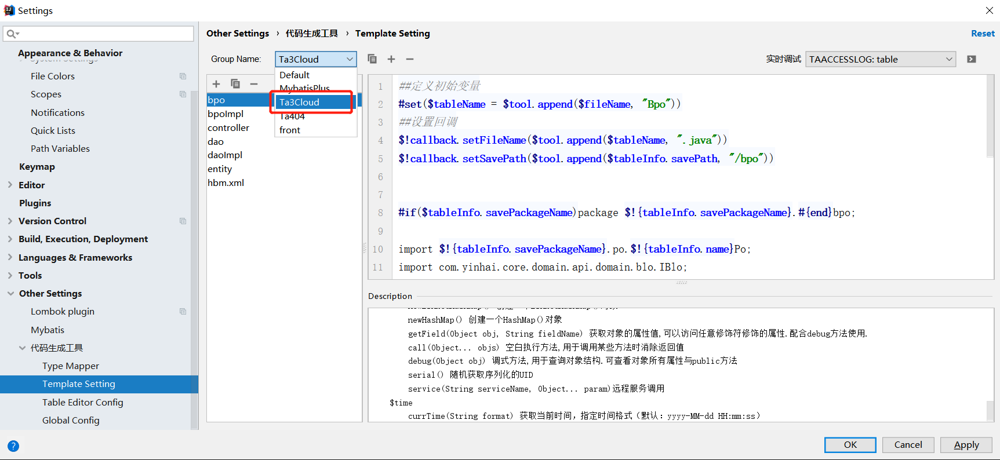 Settings
Appearance & Behavior
System Settings
File Colors
Scopes
Notifications
Quick Lists
Path Variables
Keymap
Editor
Plugins
Version Control
Build, Execution, Deployment
Languages & Frameworks
Tools
Other Settings
Lombok plugin
Mybatis
代码生成工具
Type Mapper
Template Setting
Table Editor Config
Global Config
Other Settings › 代码生成工具 › Template Setting
Reset
Group Name:
Ta3Cloud
实时调试
TAACCESSLOG: table
Default
MybatisPlus
Ta3Cloud
Ta404
front
bpo
bpoImpl
controller
dao
daoImpl
entity
hbm.xml
1 ##定义初始变量
2 #set($tableName = $tool.append($fileName, "Bpo"))
3 ##设置回调
4 $!callback.setFileName($tool.append($tableName, ".java"))
5 $!callback.setSavePath($tool.append($tableInfo.savePath, "/bpo"))
6
7
8 #if($tableInfo.savePackageName)package $!{tableInfo.savePackageName}.#{end}bpo;
9
10 import $!{tableInfo.savePackageName}.po.$!{tableInfo.name}Po;
11 import com.yinhai.core.domain.api.domain.blo.IBlo;
Description
newHashMap() 创建一个HashMap()对象
getField(Object obj, String fieldName) 获取对象的属性值,可以访问任意修饰符修饰的属性.配合debug方法使用.
call(Object... objs) 空白执行方法,用于调用某些方法时消除返回值
debug(Object obj) 调式方法,用于查询对象结构.可查看对象所有属性与public方法
serial() 随机获取序列化的UID
service(String serviceName, Object... param)远程服务调用
$time
currTime(String format) 获取当前时间，指定时间格式（默认：yyyy-MM-dd HH:mm:ss）
?
OK
Cancel
Apply